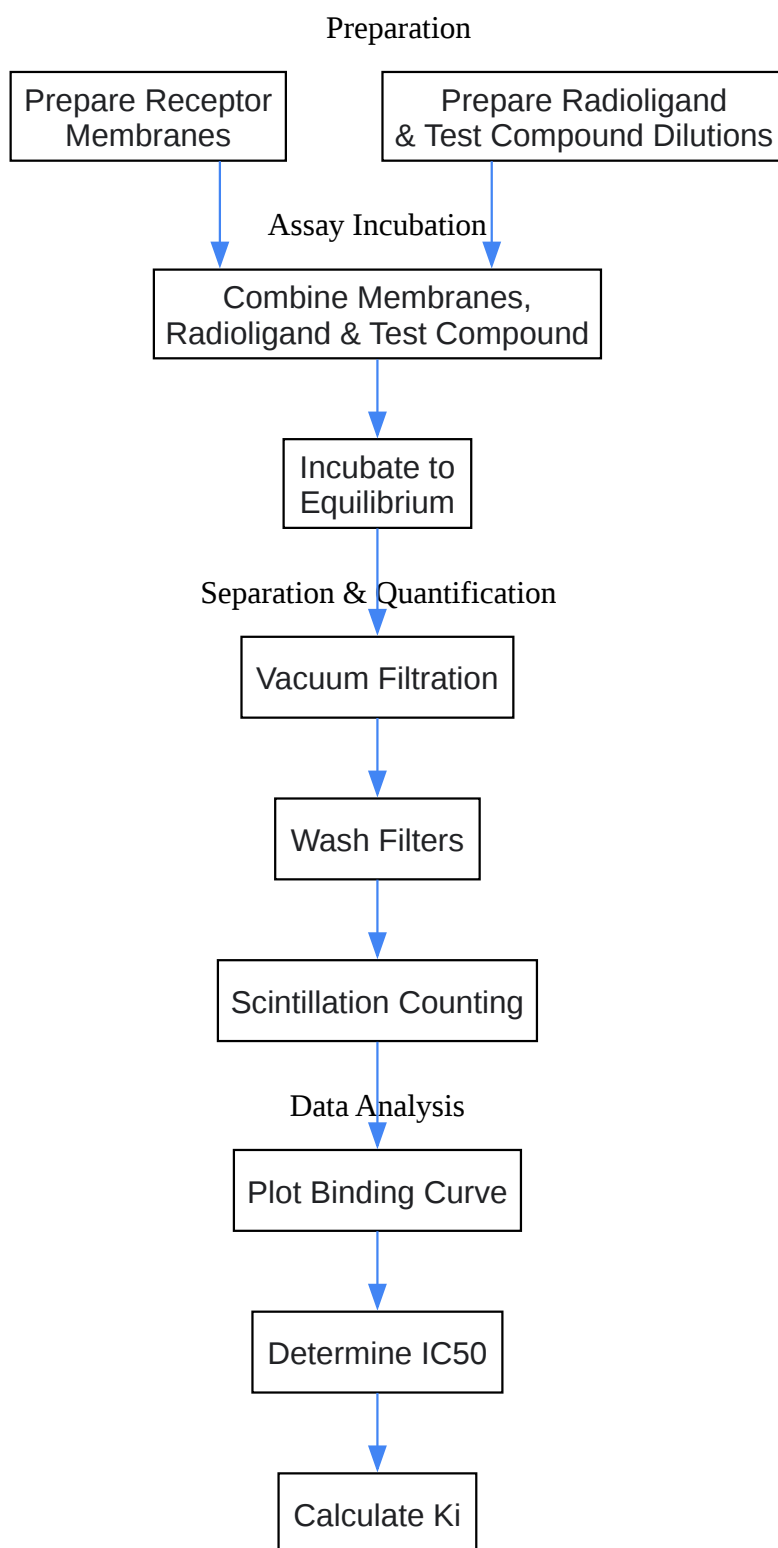 Preparation
Prepare Receptor
Membranes
Prepare Radioligand
& Test Compound Dilutions
Assay Incubation
Combine Membranes,
Radioligand & Test Compound
Incubate to
Equilibrium
Separation & Quantification
Vacuum Filtration
Wash Filters
Scintillation Counting
Data Analysis
Plot Binding Curve
Determine IC50
Calculate Ki